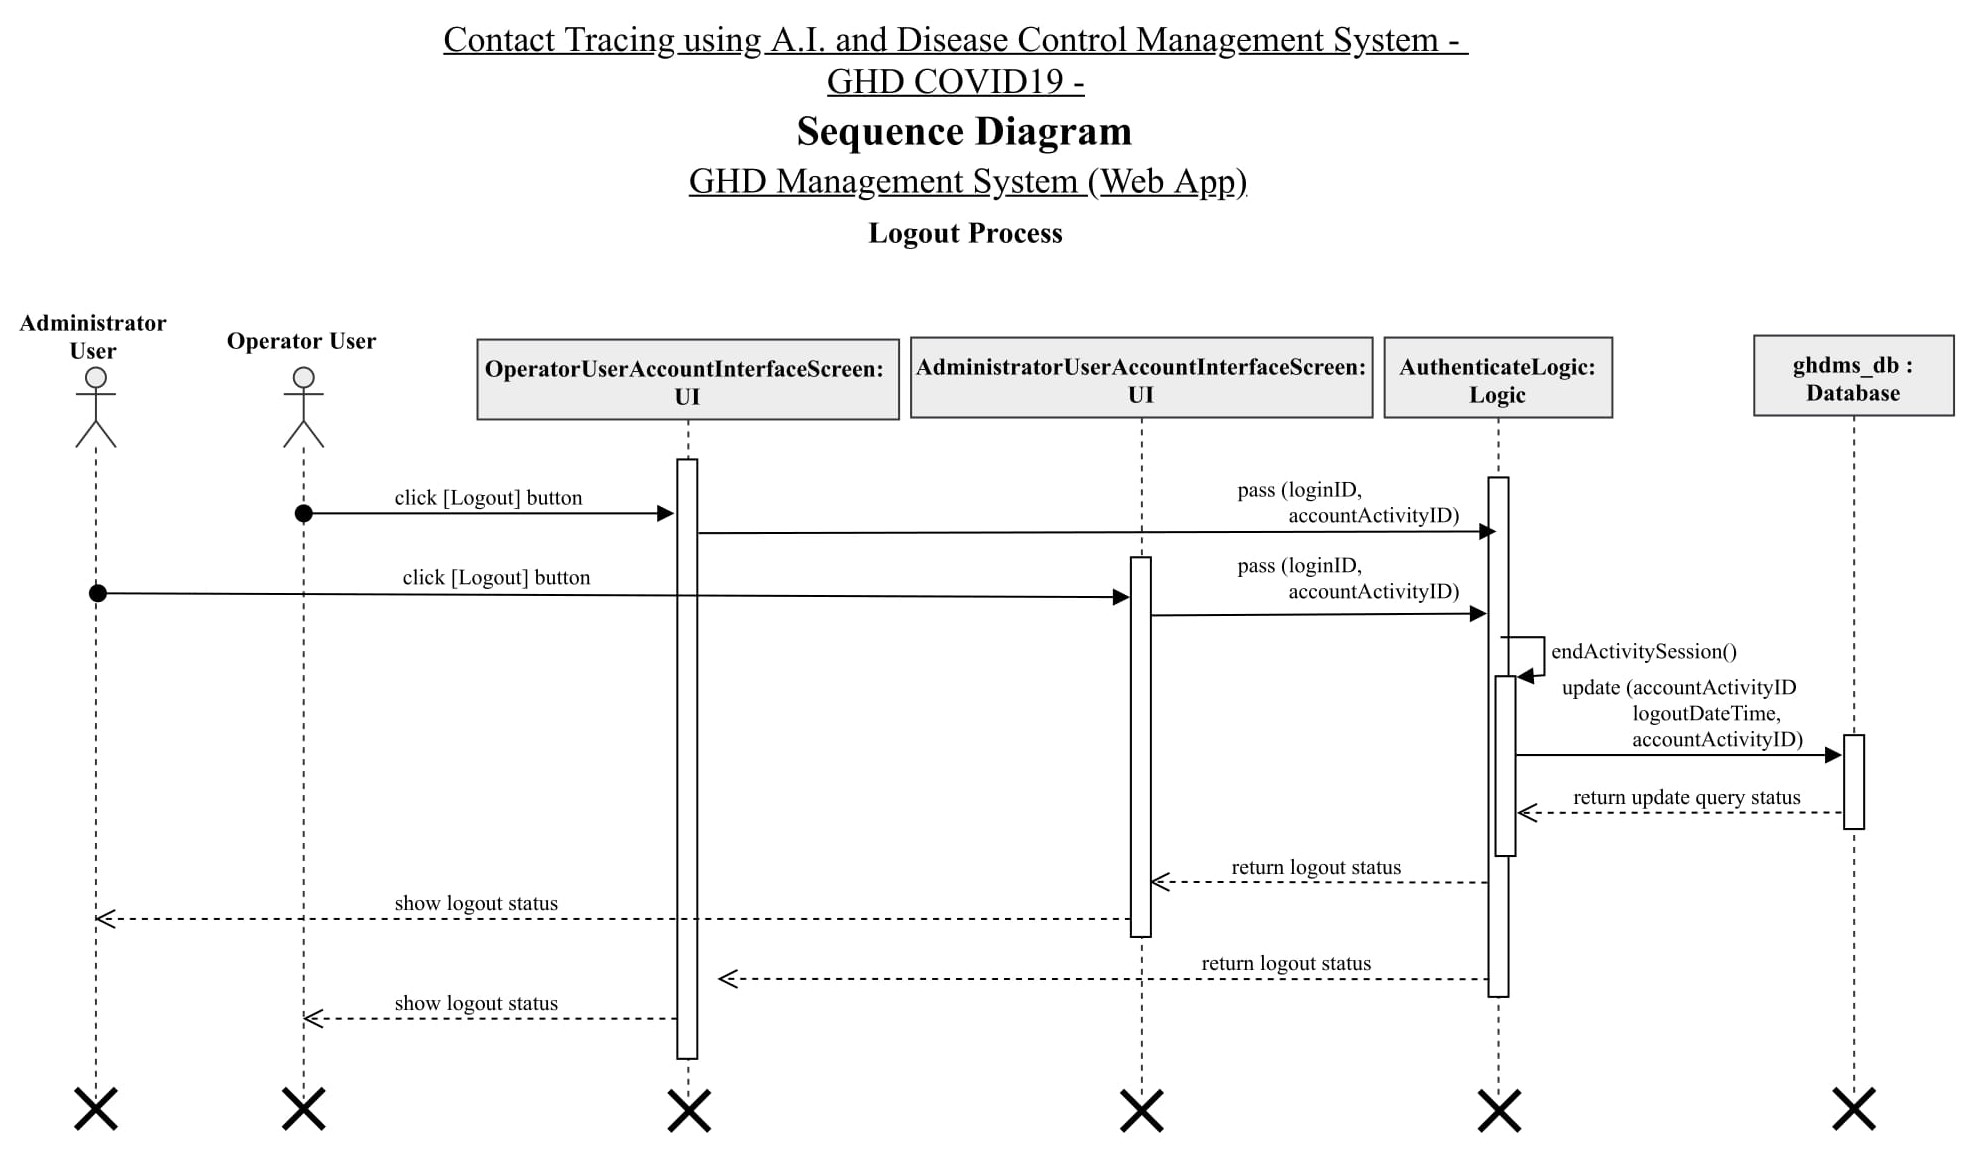 Contact Tracing using A.I. and Disease Control Management System -
GHD COVID19 -
Sequence Diagram
GHD Management System (Web App)
Logout Process
Administrator
User
Operator User
OperatorUserAccountInterfaceScreen:
UI
AdministratorUserAccountInterfaceScreen:
UI
AuthenticateLogic:
Logic
ghdms_db :
Database
click [Logout] button
pass (loginID,
accountActivityID)
click [Logout] button
pass (loginID,
accountActivityID)
endActivitySession()
update (accountActivityID
logoutDateTime,
accountActivityID)
return update query status
return logout status
show logout status
return logout status
show logout status